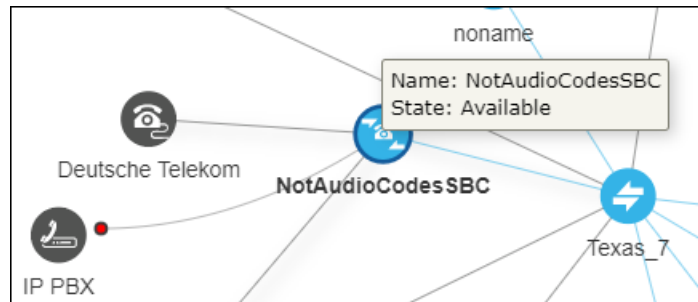 noname
Name: NotAudioCodesSBC
State: Available
Deutsche Telekom
NotAudioCodesSBC
Texas_7
IP PBX